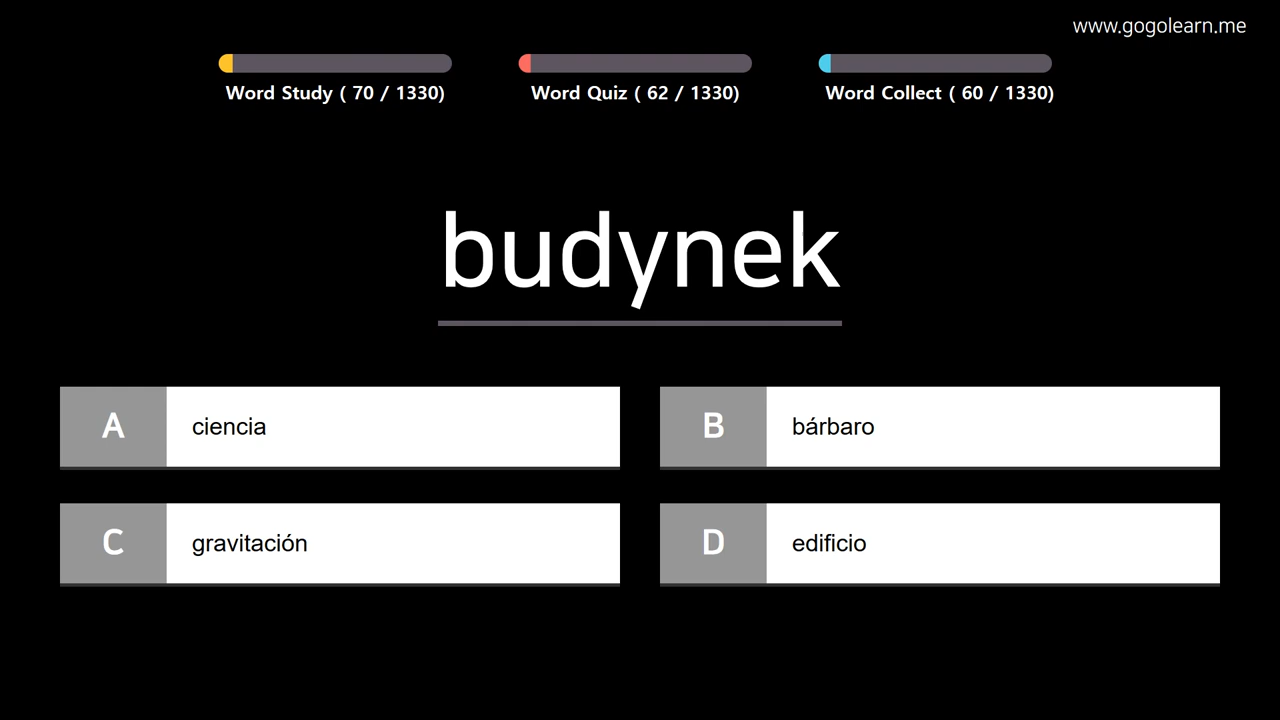 www.gogolearn.me
Word Study ( 70 / 1330)
Word Quiz ( 62 / 1330)
Word Collect ( 60 / 1330)
budynek
A ciencia
B bárbaro
C gravitación
D edificio